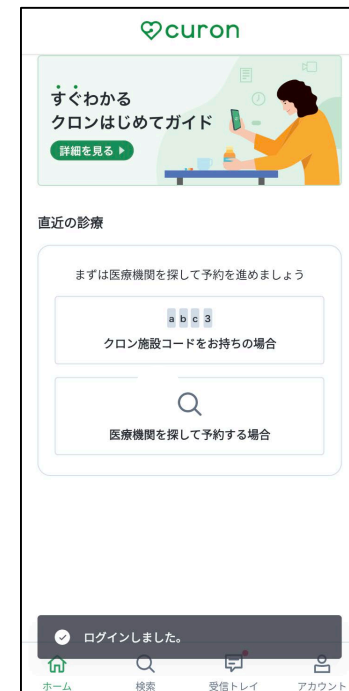 curon
すぐわかる
クロンはじめてガイド
詳細を見る
直近の診療
まずは医療機関を探して予約を進めましょう
a b c 3
クロン施設コードをお持ちの場合
医療機関を探して予約する場合
ログインしました。
ホーム 検索 受信トレイ アカウント